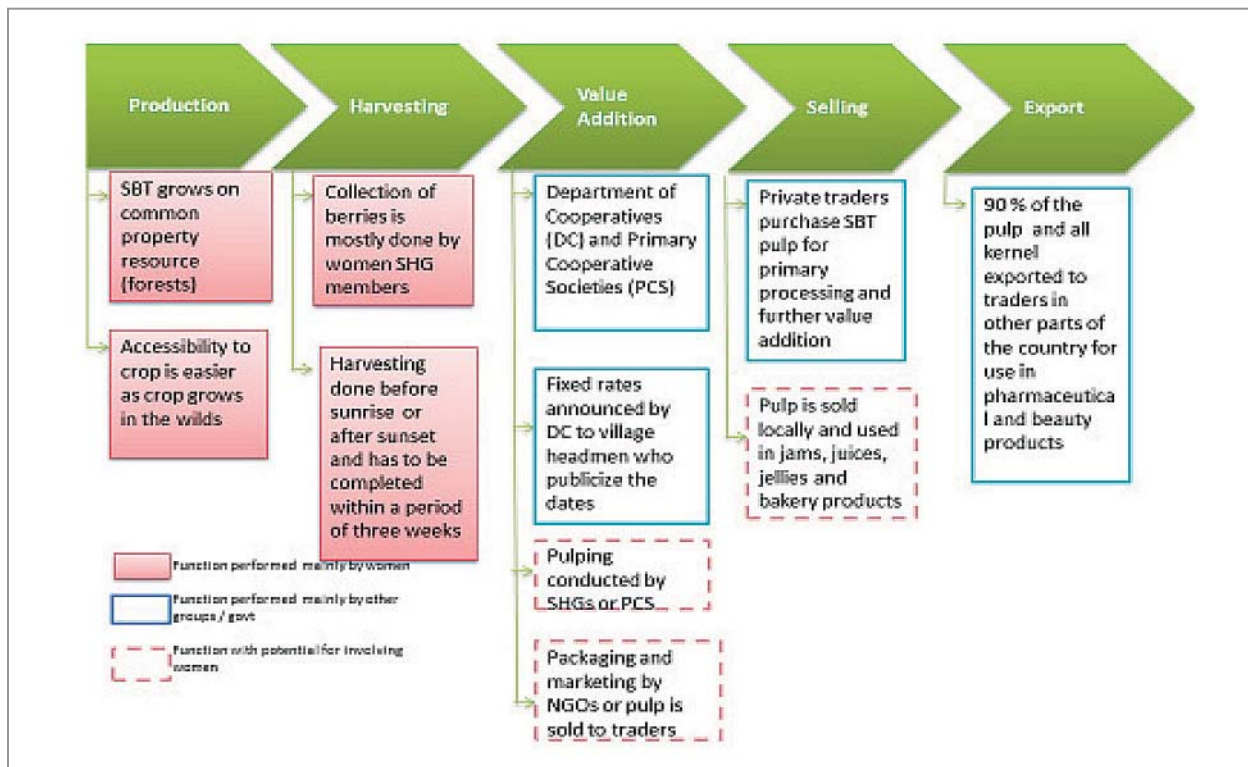 Production
Harvesting
Value
Addition
Selling
Export
SBT grows on
common
property
resource
(forests)
Accessibility to
crop is easier
as crop grows
in the wilds
Collection of
berries is
mostly done by
women SHG
members
Harvesting
done before
sunrise or
after sunset
and has to be
completed
within a period
of three weeks
Department of
Cooperatives
(DC) and Primary
Cooperative
Societies (PCS)
Fixed rates
announced by
DC to village
headmen who
publicize the
dates
Pulping
conducted by
SHGs or PCS
Packaging and
marketing by
NGOs or pulp is
sold to traders
Private traders
purchase SBT
pulp for
primary
processing and
further value
addition
Pulp is sold
locally and used
in jams, juices,
jellies and
bakery products
90 % of the
pulp and all
kernel
exported to
traders in
other parts of
the country for
use in
pharmaceutica
l and beauty
products
Function performed mainly by women
Function performed mainly by other
groups / govt
Function with potential for involving
women